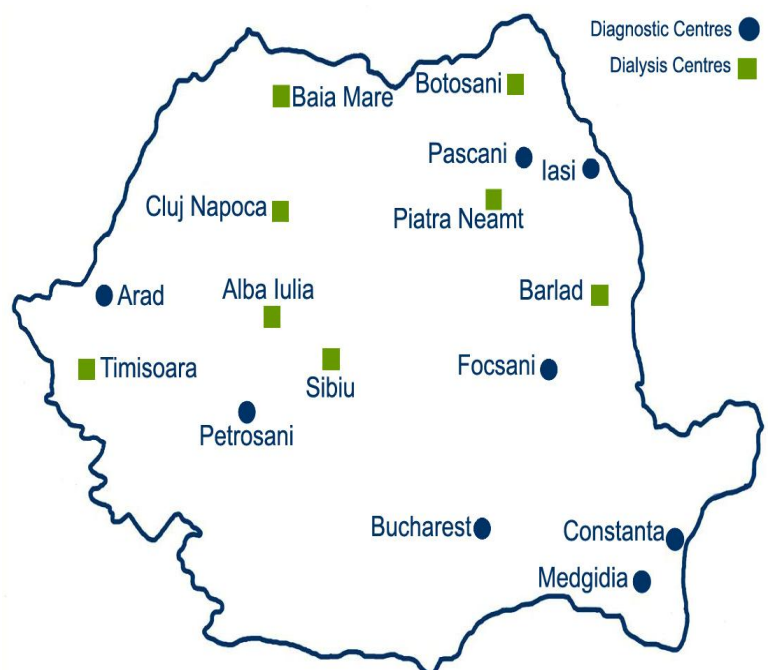 Diagnostic Centres
Dialysis Centres
Botosani
Baia Mare
Pascani
Iasi
Cluj Napoca
Piatra Neamt
Alba Iulia
Barlad
Arad
Timisoara
Focsani
Sibiu
Petrosani
Bucharest
Constanta
Medgidia